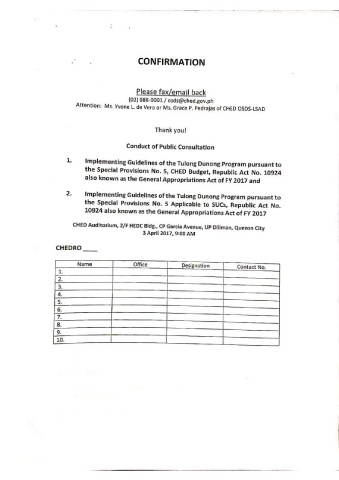 CONFIRMATION
Please fax/email back
(02) 988-0001 / osds@ched.gov.ph
Attention: Ms. Yvone L. de Vera or Ms. Grace P. Pedrajas of CHED OSDS-LSAD
Thank you!
Conduct of Public Consultation
1. Implementing Guidelines of the Tulong Dunong Program pursuant to
the Special Provisions No. 5, CHED Budget, Republic Act No. 10924
also known as the General Appropriations Act of FY 2017 and
2. Implementing Guidelines of the Tulong Dunong Program pursuant to
the Special Provisions No. 5 Applicable to SUCs, Republic Act No.
10924 also known as the General Appropriations Act of FY 2017
CHED Auditorium, 2/F HEDC Bldg., CP Garcia Avenue, UP Diliman, Quezon City
3 April 2017, 9:00 AM
CHEDRO ____
Name Office Designation Contact No.
1.
2.
3.
4.
5.
6.
7.
8.
9.
10.